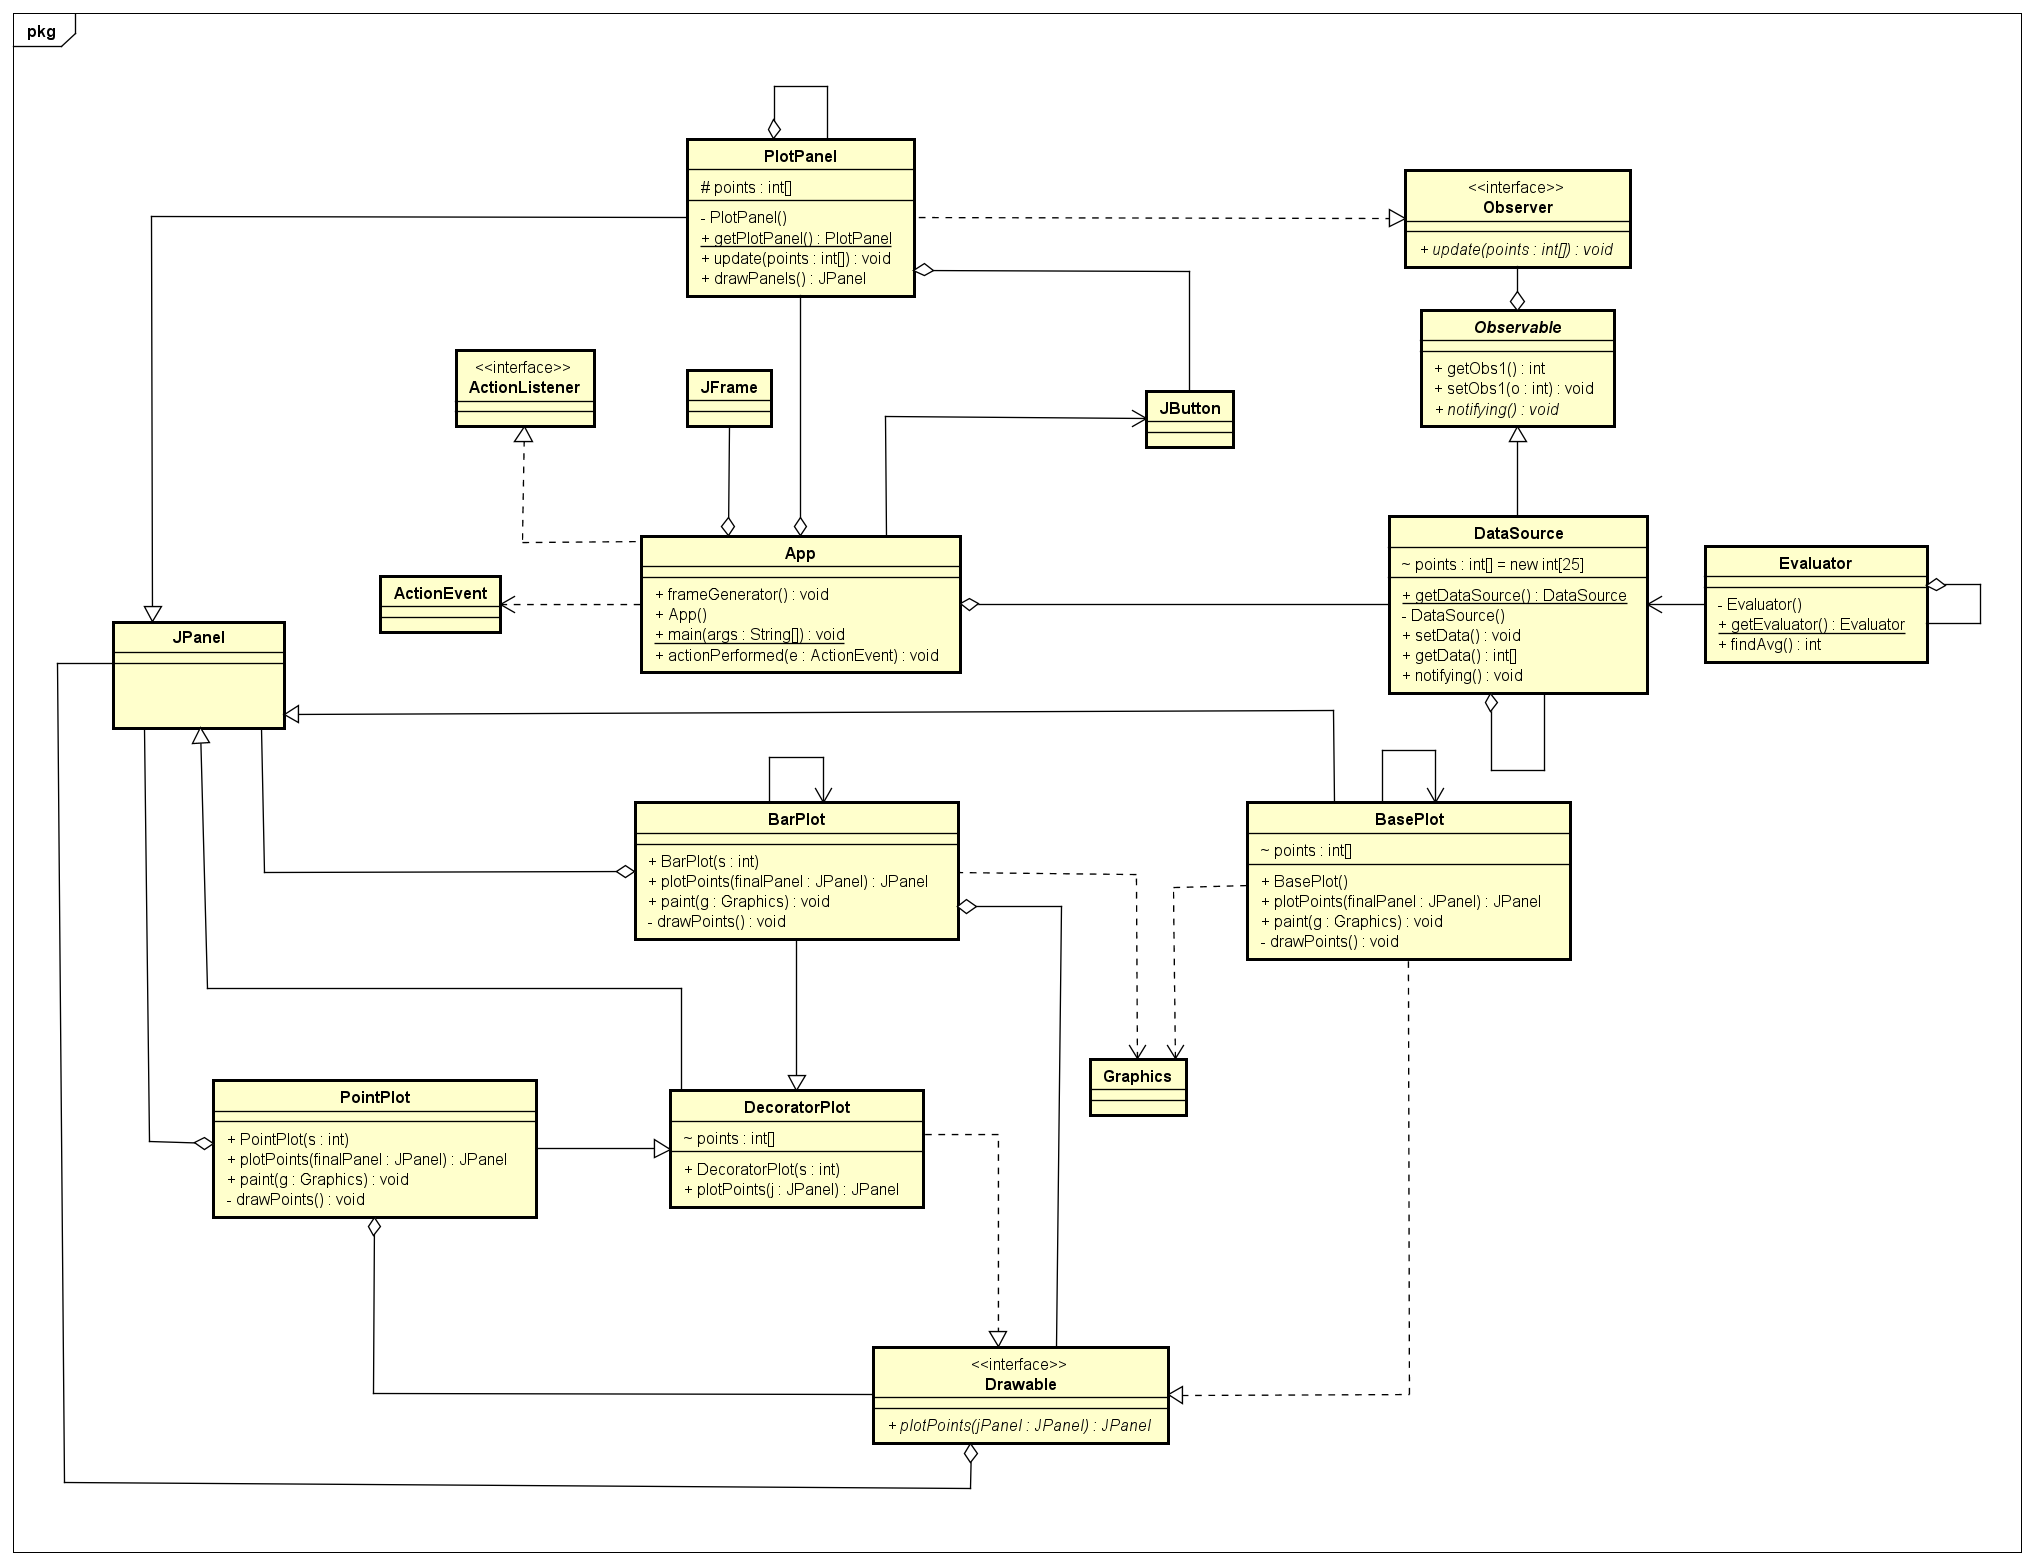 pkg
PlotPanel
# points : int[]
- PlotPanel()
+ getPlotPanel() : PlotPanel
+ update(points : int[]) : void
+ drawPanels() : JPanel
<<interface>>
Observer
+ update(points : int[]) : void
Observable
+ getObs1() : int
+ setObs1(o : int) : void
+ notifying() : void
<<interface>>
ActionListener
JFrame
JButton
App
+ frameGenerator() : void
+ App()
+ main(args : String[]) : void
+ actionPerformed(e : ActionEvent) : void
ActionEvent
DataSource
~ points : int[] = new int[25]
+ getDataSource() : DataSource
- DataSource()
+ setData() : void
+ getData() : int[]
+ notifying() : void
Evaluator
- Evaluator()
+ getEvaluator() : Evaluator
+ findAvg() : int
JPanel
BarPlot
+ BarPlot(s : int)
+ plotPoints(finalPanel : JPanel) : JPanel
+ paint(g : Graphics) : void
- drawPoints() : void
BasePlot
~ points : int[]
+ BasePlot()
+ plotPoints(finalPanel : JPanel) : JPanel
+ paint(g : Graphics) : void
- drawPoints() : void
Graphics
PointPlot
+ PointPlot(s : int)
+ plotPoints(finalPanel : JPanel) : JPanel
+ paint(g : Graphics) : void
- drawPoints() : void
DecoratorPlot
~ points : int[]
+ DecoratorPlot(s : int)
+ plotPoints(j : JPanel) : JPanel
<<interface>>
Drawable
+ plotPoints(jPanel : JPanel) : JPanel